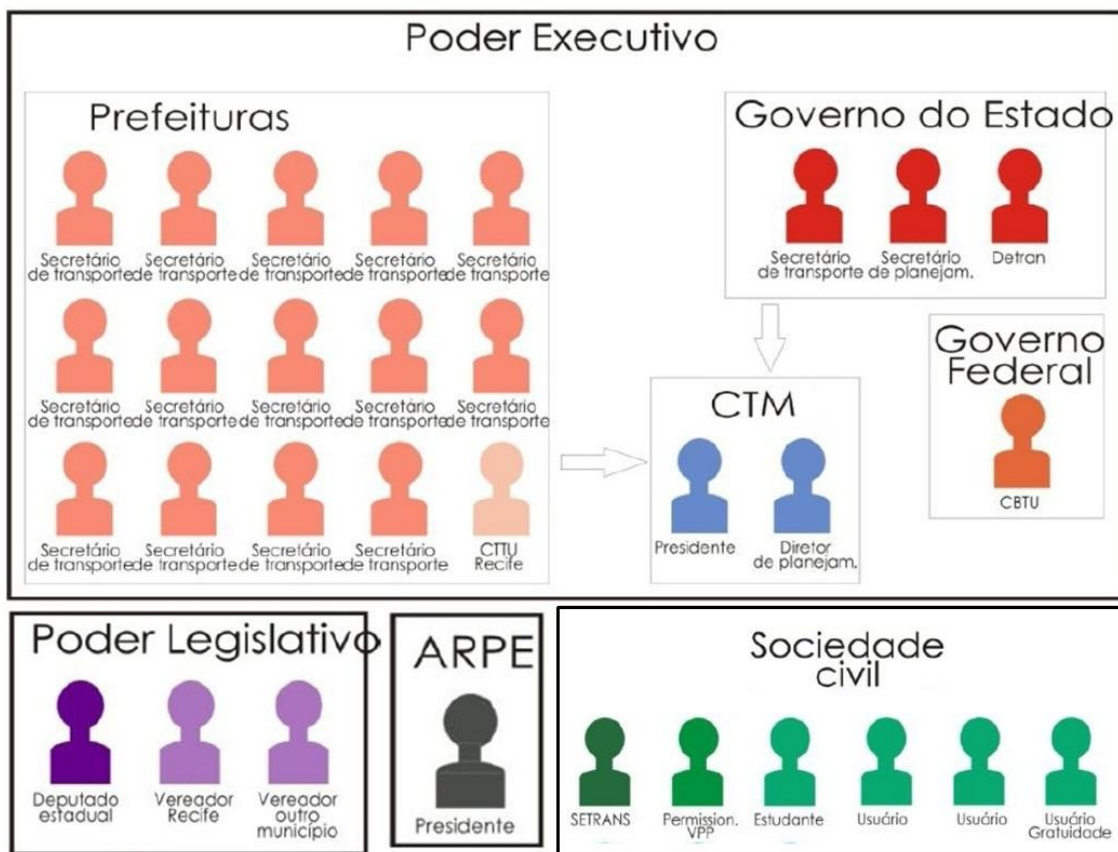 Poder Executivo
Prefeituras
Secretário
de transporte
Secretário
de transporte
Secretário
de transporte
Secretário
de transporte
Secretário
de transporte
Secretário
de transporte
Secretário
de transporte
Secretário
de transporte
Secretário
de transporte
Secretário
de transporte
Secretário
de transporte
Secretário
de transporte
Secretário
de transporte
Secretário
de transporte
CTTU
Recife
Governo do Estado
Secretário
de transporte
Secretário
de planejam.
Detran
CTM
Presidente
Diretor
de planejam.
Governo
Federal
CBTU
Poder Legislativo
Deputado
estadual
Vereador
Recife
Vereador
outro
município
ARPE
Presidente
Sociedade
civil
SETRANS
Permission.
VPP
Estudante
Usuário
Usuário
Usuário
Gratuidade